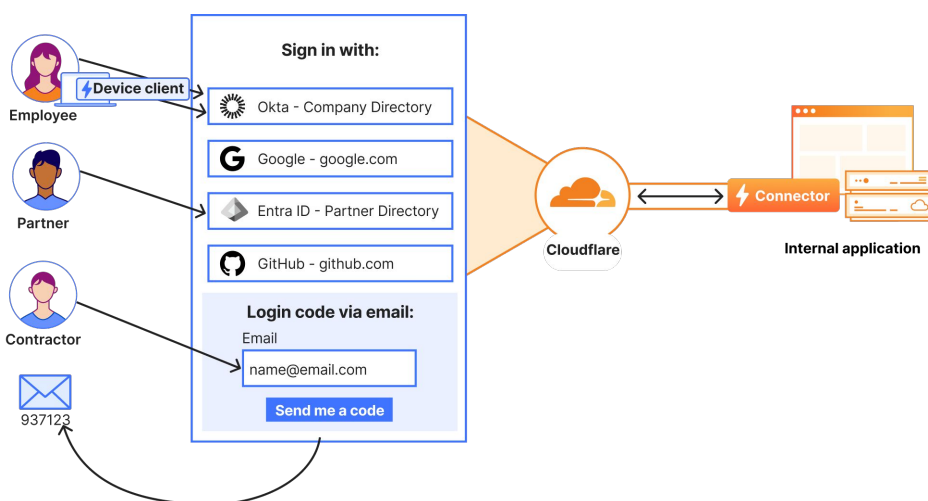 Sign in with:
Device client
Employee
Okta - Company Directory
Google - google.com
Partner
Entra ID - Partner Directory
GitHub - github.com
Contractor
Login code via email:
Email
name@email.com
Send me a code
937123
Cloudflare
Connector
Internal application